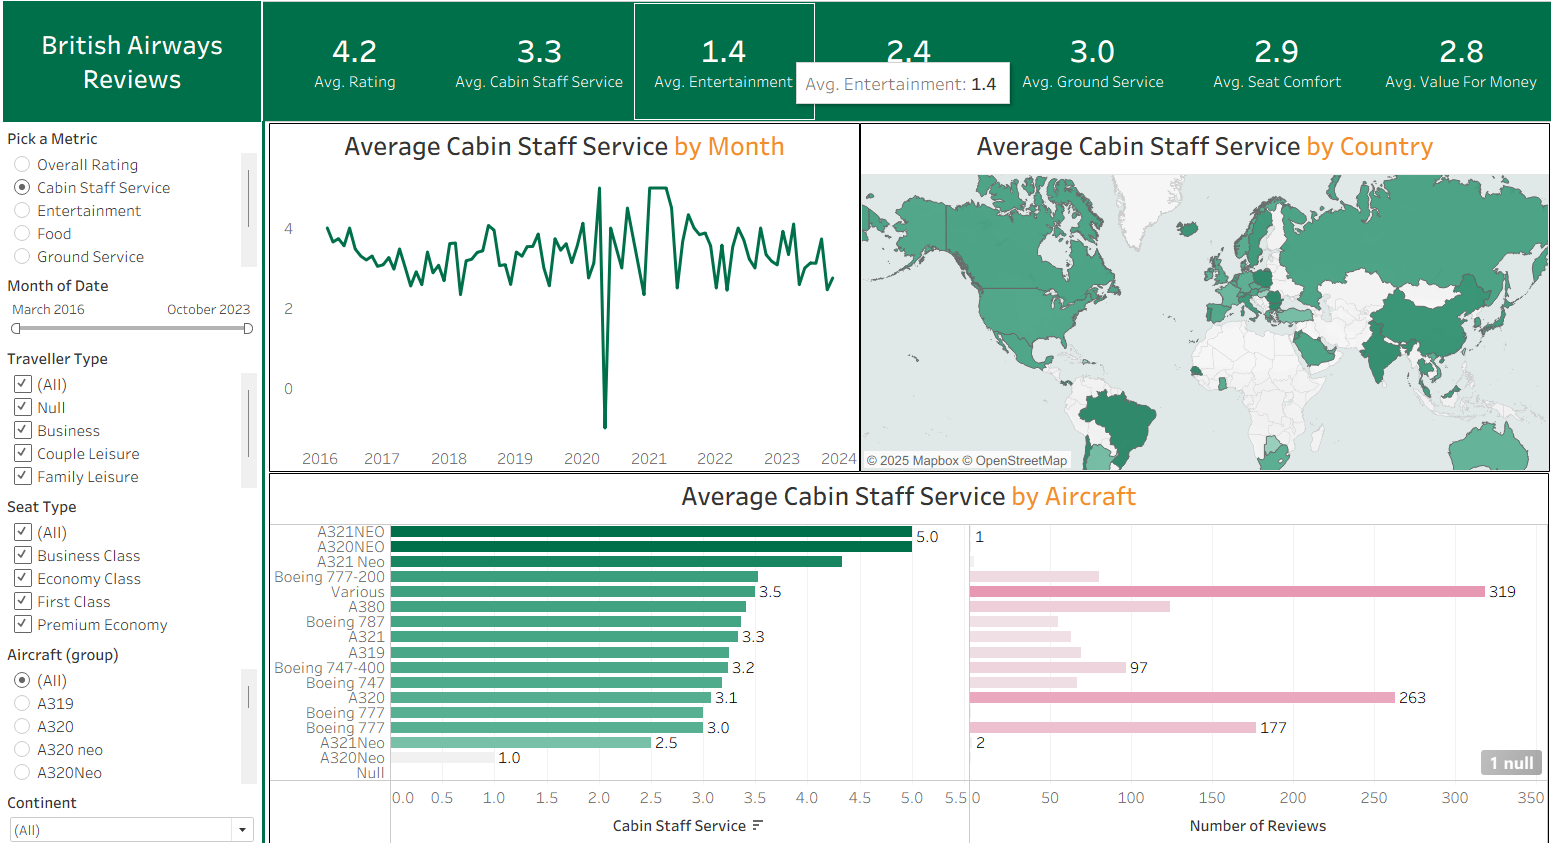 British Airways
Reviews
4.2
Avg. Rating
3.3
Avg. Cabin Staff Service
1.4
Avg. Entertainment
2.4
Avg. Entertainment: 1.4
3.0
Avg. Ground Service
2.9
Avg. Seat Comfort
2.8
Avg. Value For Money
Pick a Metric
Overall Rating
Cabin Staff Service
Entertainment
Food
Ground Service
Month of Date
March 2016 October 2023
Traveller Type
(All)
Null
Business
Couple Leisure
Family Leisure
Seat Type
(All)
Business Class
Economy Class
First Class
Premium Economy
Aircraft (group)
(All)
A319
A320
A320 neo
A320Neo
Continent
(All)
Average Cabin Staff Service by Month
4
2
0
2016 2017 2018 2019 2020 2021 2022 2023 2024
Average Cabin Staff Service by Country
© 2025 Mapbox © OpenStreetMap
Average Cabin Staff Service by Aircraft
A321NEO
A320NEO 5.0 1
A321 Neo
Boeing 777-200
Various 3.5 319
A380
Boeing 787
A321 3.3
A319
Boeing 747-400 3.2 97
Boeing 747
A320 3.1 263
Boeing 777
Boeing 777 3.0 177
A321Neo 2.5 2
A320Neo 1.0
Null
1 null
0.0 0.5 1.0 1.5 2.0 2.5 3.0 3.5 4.0 4.5 5.0 5.5
0 50 100 150 200 250 300 350
Cabin Staff Service
Number of Reviews